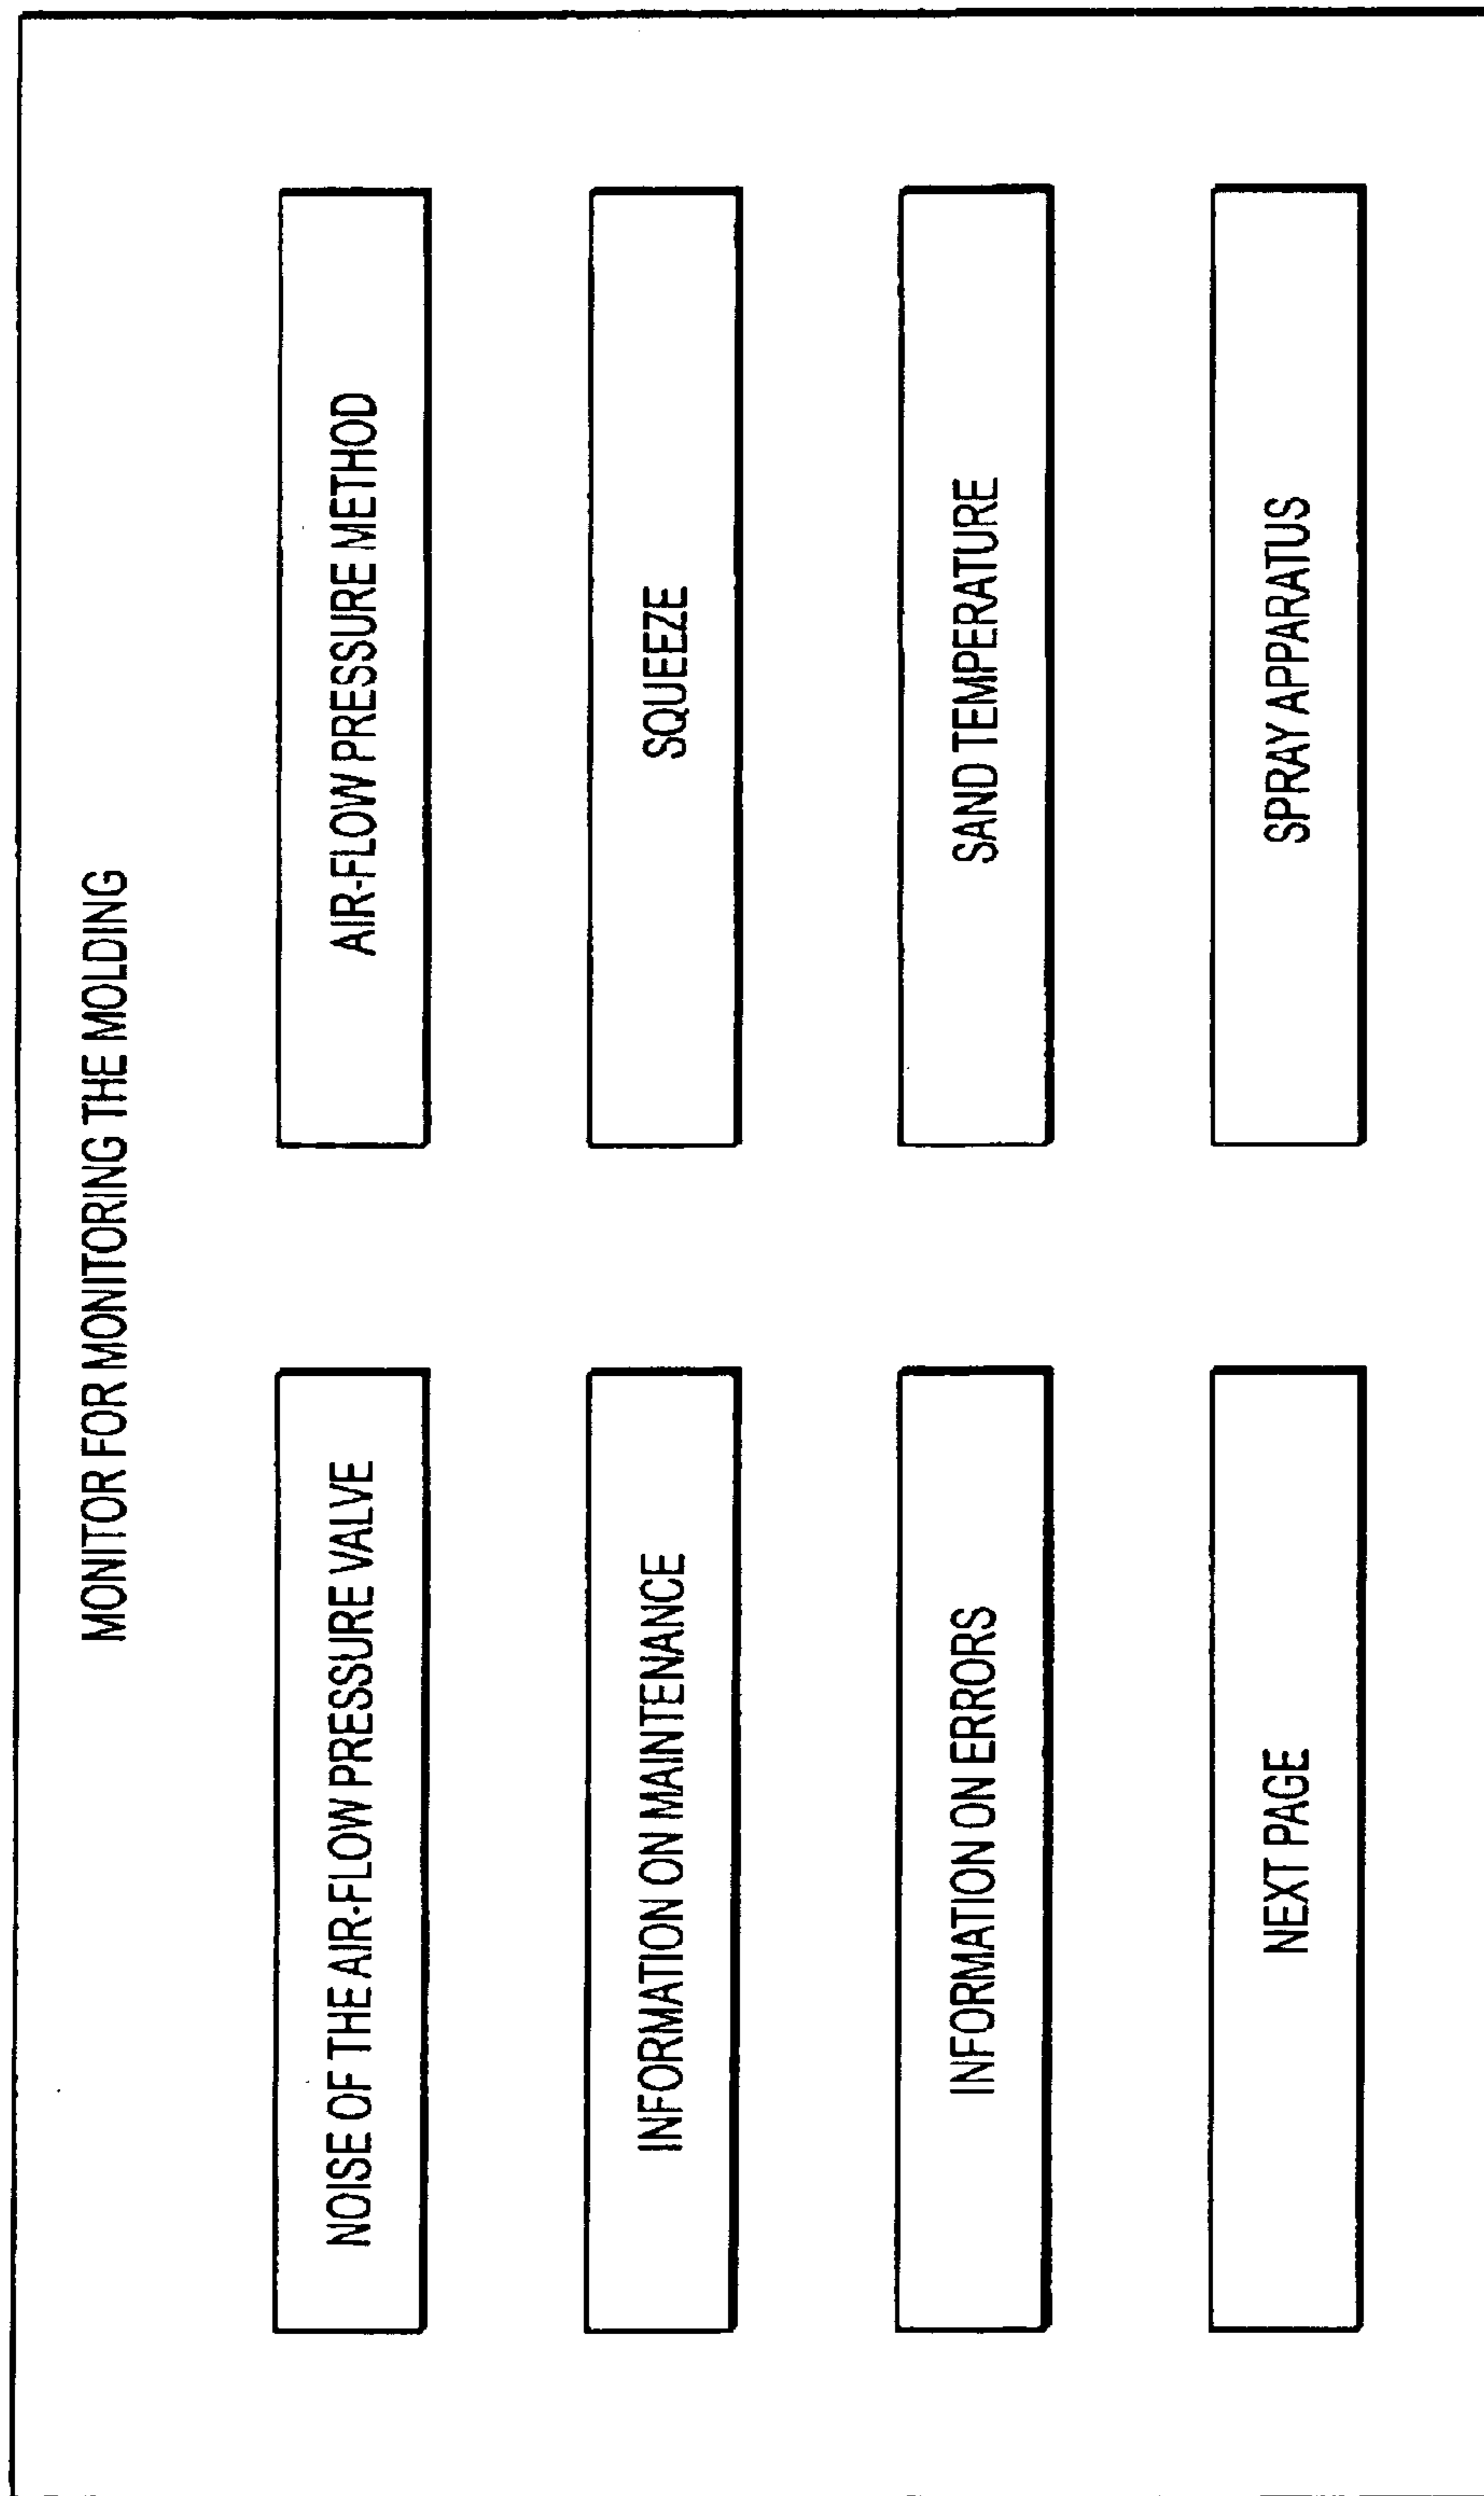 MONITOR FOR MONITORING THE MOLDING
NOISE OF THE AIR-FLOW PRESSURE VALVE
AIR-FLOW PRESSURE METHOD
INFORMATION ON MAINTENANCE
SQUEEZE
INFORMATION ON ERRORS
SAND TEMPERATURE
NEXT PAGE
SPRAY APPARATUS